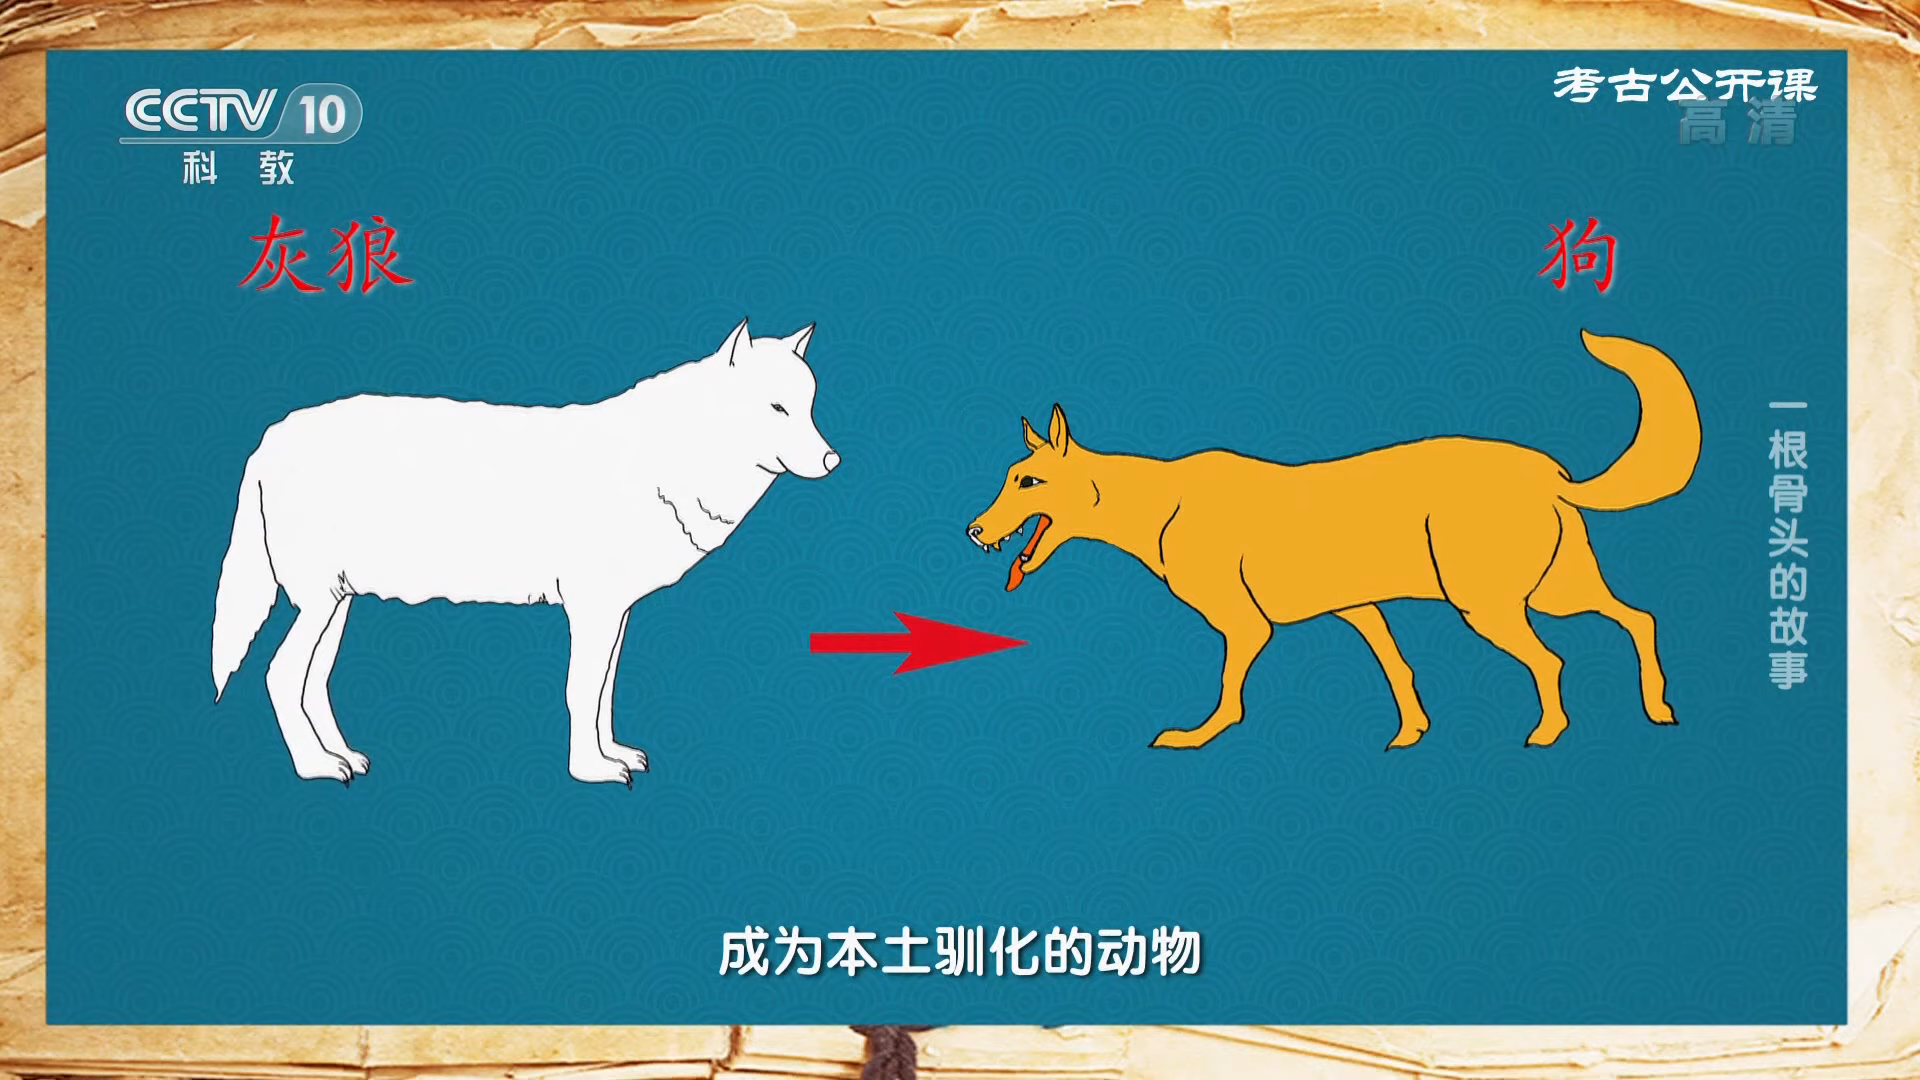 CCTV 10
科 教
考古公开课
高清
灰狼
狗
一根骨头的故事
成为本土驯化的动物